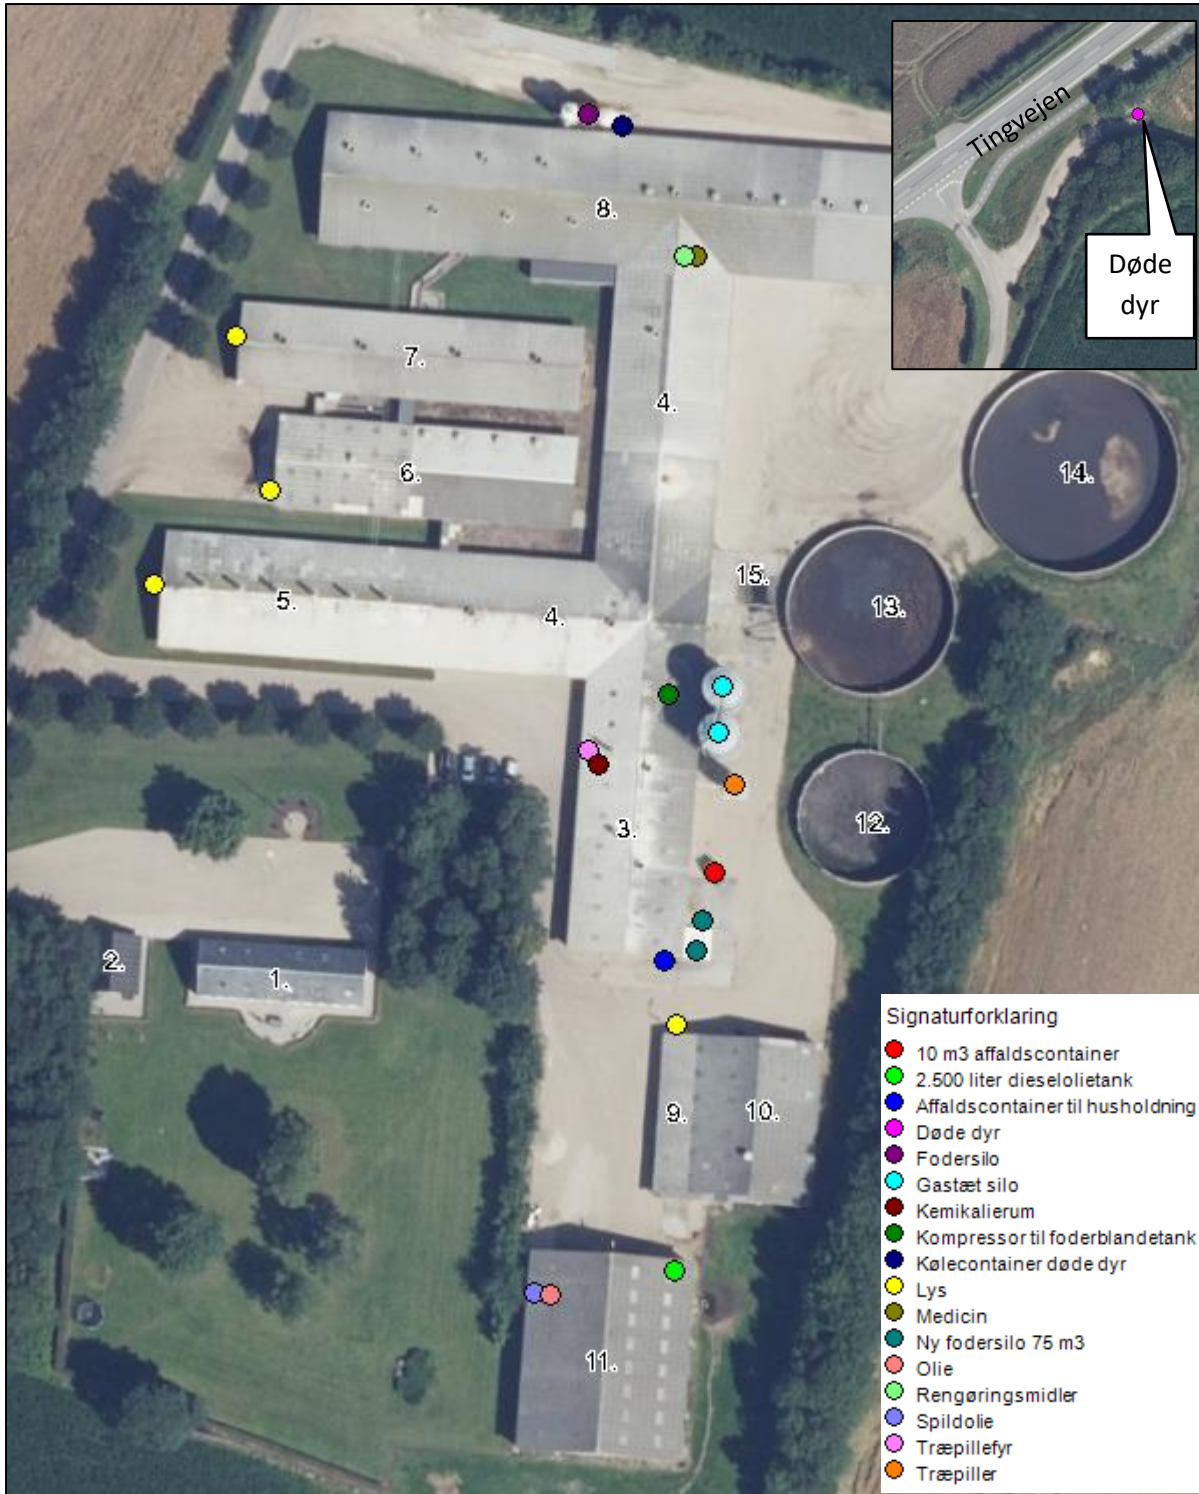 Tingvejen
Døde
dyr
8.
7.
4.
6.
14.
15.
5.
4.
13.
3.
12.
2.
1.
9.
10.
11.
Signaturforklaring
10 m3 affaldscontainer
2.500 liter dieselolietank
Affaldscontainer til husholdning
Døde dyr
Fodersilo
Gastæt silo
Kemikalierum
Kompressor til foderblandetank
Kølecontainer døde dyr
Lys
Medicin
Ny fodersilo 75 m3
Olie
Rengøringsmidler
Spildolie
Træpillefyr
Træpiller